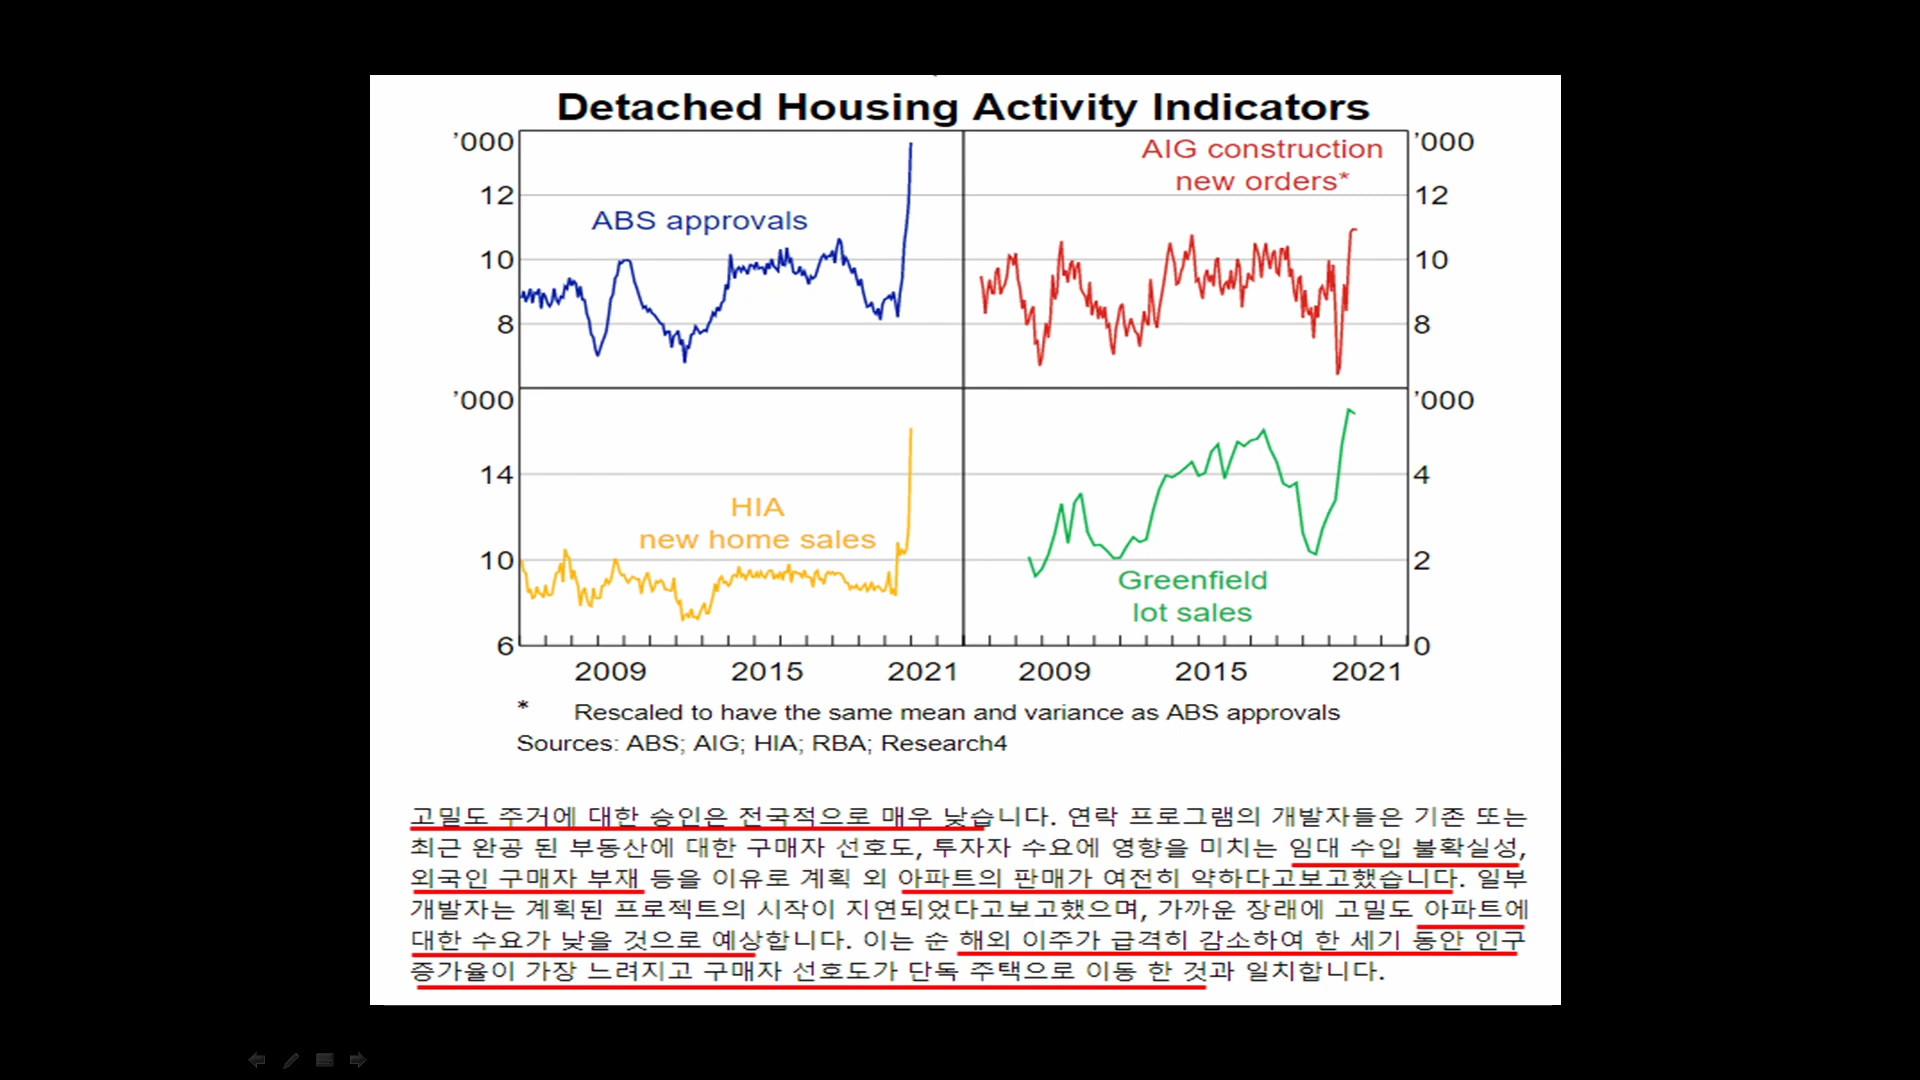 Detached Housing Activity Indicators
’000 ’000
AIG construction
new orders*
12 12
ABS approvals
10 10
8 8
’000 ’000
14 4
HIA
new home sales
10 2
Greenfield
lot sales
6 0
2009 2015 2021 2009 2015 2021
* Rescaled to have the same mean and variance as ABS approvals
Sources: ABS; AIG; HIA; RBA; Research4
고밀도 주거에 대한 승인은 전국적으로 매우 낮습니다. 연락 프로그램의 개발자들은 기존 또는
최근 완공 된 부동산에 대한 구매자 선호도, 투자자 수요에 영향을 미치는 임대 수입 불확실성,
외국인 구매자 부재 등을 이유로 계획 외 아파트의 판매가 여전히 약하다고보고했습니다. 일부
개발자는 계획된 프로젝트의 시작이 지연되었다고보고했으며, 가까운 장래에 고밀도 아파트에
대한 수요가 낮을 것으로 예상합니다. 이는 순 해외 이주가 급격히 감소하여 한 세기 동안 인구
증가율이 가장 느려지고 구매자 선호도가 단독 주택으로 이동 한 것과 일치합니다.